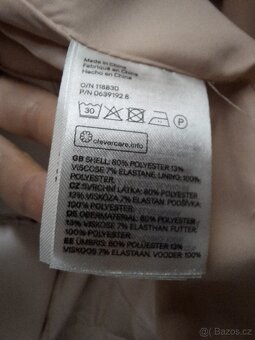 Made in China
Fabriqué en Chine
Hecho en China
O/N 118830
P/N 0639192 8
30
P
clevercare.info
GB SHELL: 80% POLYESTER 13%
VISCOSE 7% ELASTANE. LINING: 100%
POLYESTER
CZ SVRCHNÍ LÁTKA: 80% POLYESTER
13% VISKÓZA 7% ELASTAN PODŠÍVKA:
100% POLYESTER
DE OBERMATERIAL: 80% POLYESTER
13% VISKOSE 7% ELASTHAN FUTTER:
100% POLYESTER
EE ÜMBRIS: 80% POLÜESTER 13%
VISKOOS 7% ELASTAAN, VOODER 100%
Bazos.cz